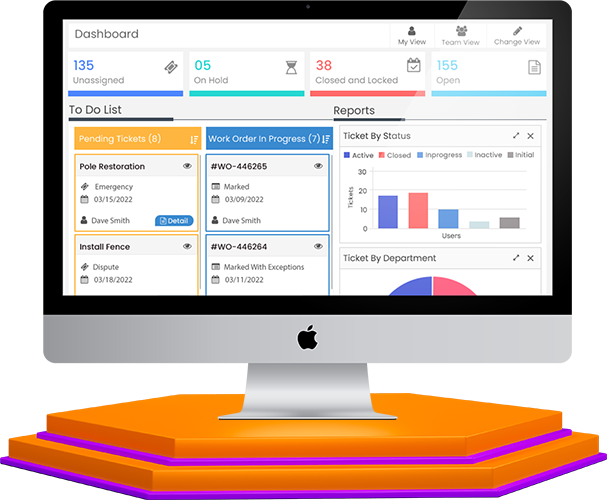 Dashboard
My View
Team View
Change View
135
Unassigned
05
On Hold
38
Closed and Locked
155
Open
To Do List
Pending Tickets (8)
Pole Restoration
Emergency
03/15/2022
Dave Smith
Detail
Install Fence
Dispute
03/18/2022
Work Order In Progress (7)
#WO-446265
Marked
03/09/2022
Dave Smith
#WO-446264
Marked With Exceptions
03/11/2022
Reports
Ticket By Status
Active Closed Inprogress Inactive Initial
30
20
10
0
Tickets
Users
Ticket By Department